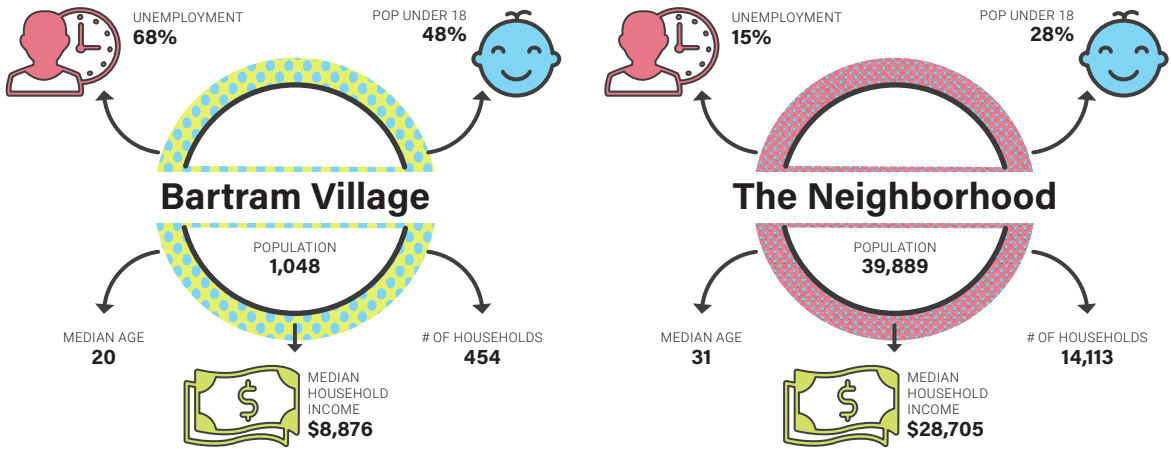 UNEMPLOYMENT
68%
POP UNDER 18
48%
Bartram Village
POPULATION
1,048
MEDIAN AGE
20
# OF HOUSEHOLDS
454
MEDIAN
HOUSEHOLD
INCOME
$8,876
UNEMPLOYMENT
15%
POP UNDER 18
28%
The Neighborhood
POPULATION
39,889
MEDIAN AGE
31
# OF HOUSEHOLDS
14,113
MEDIAN
HOUSEHOLD
INCOME
$28,705